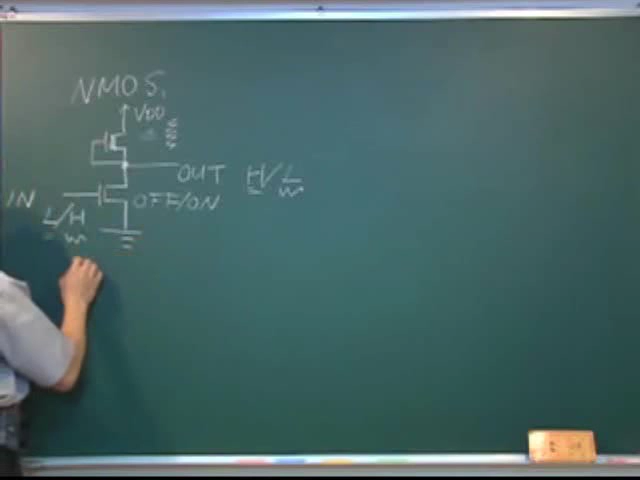 NMOS
VDD
OUT H/L
IN OFF/ON
L/H